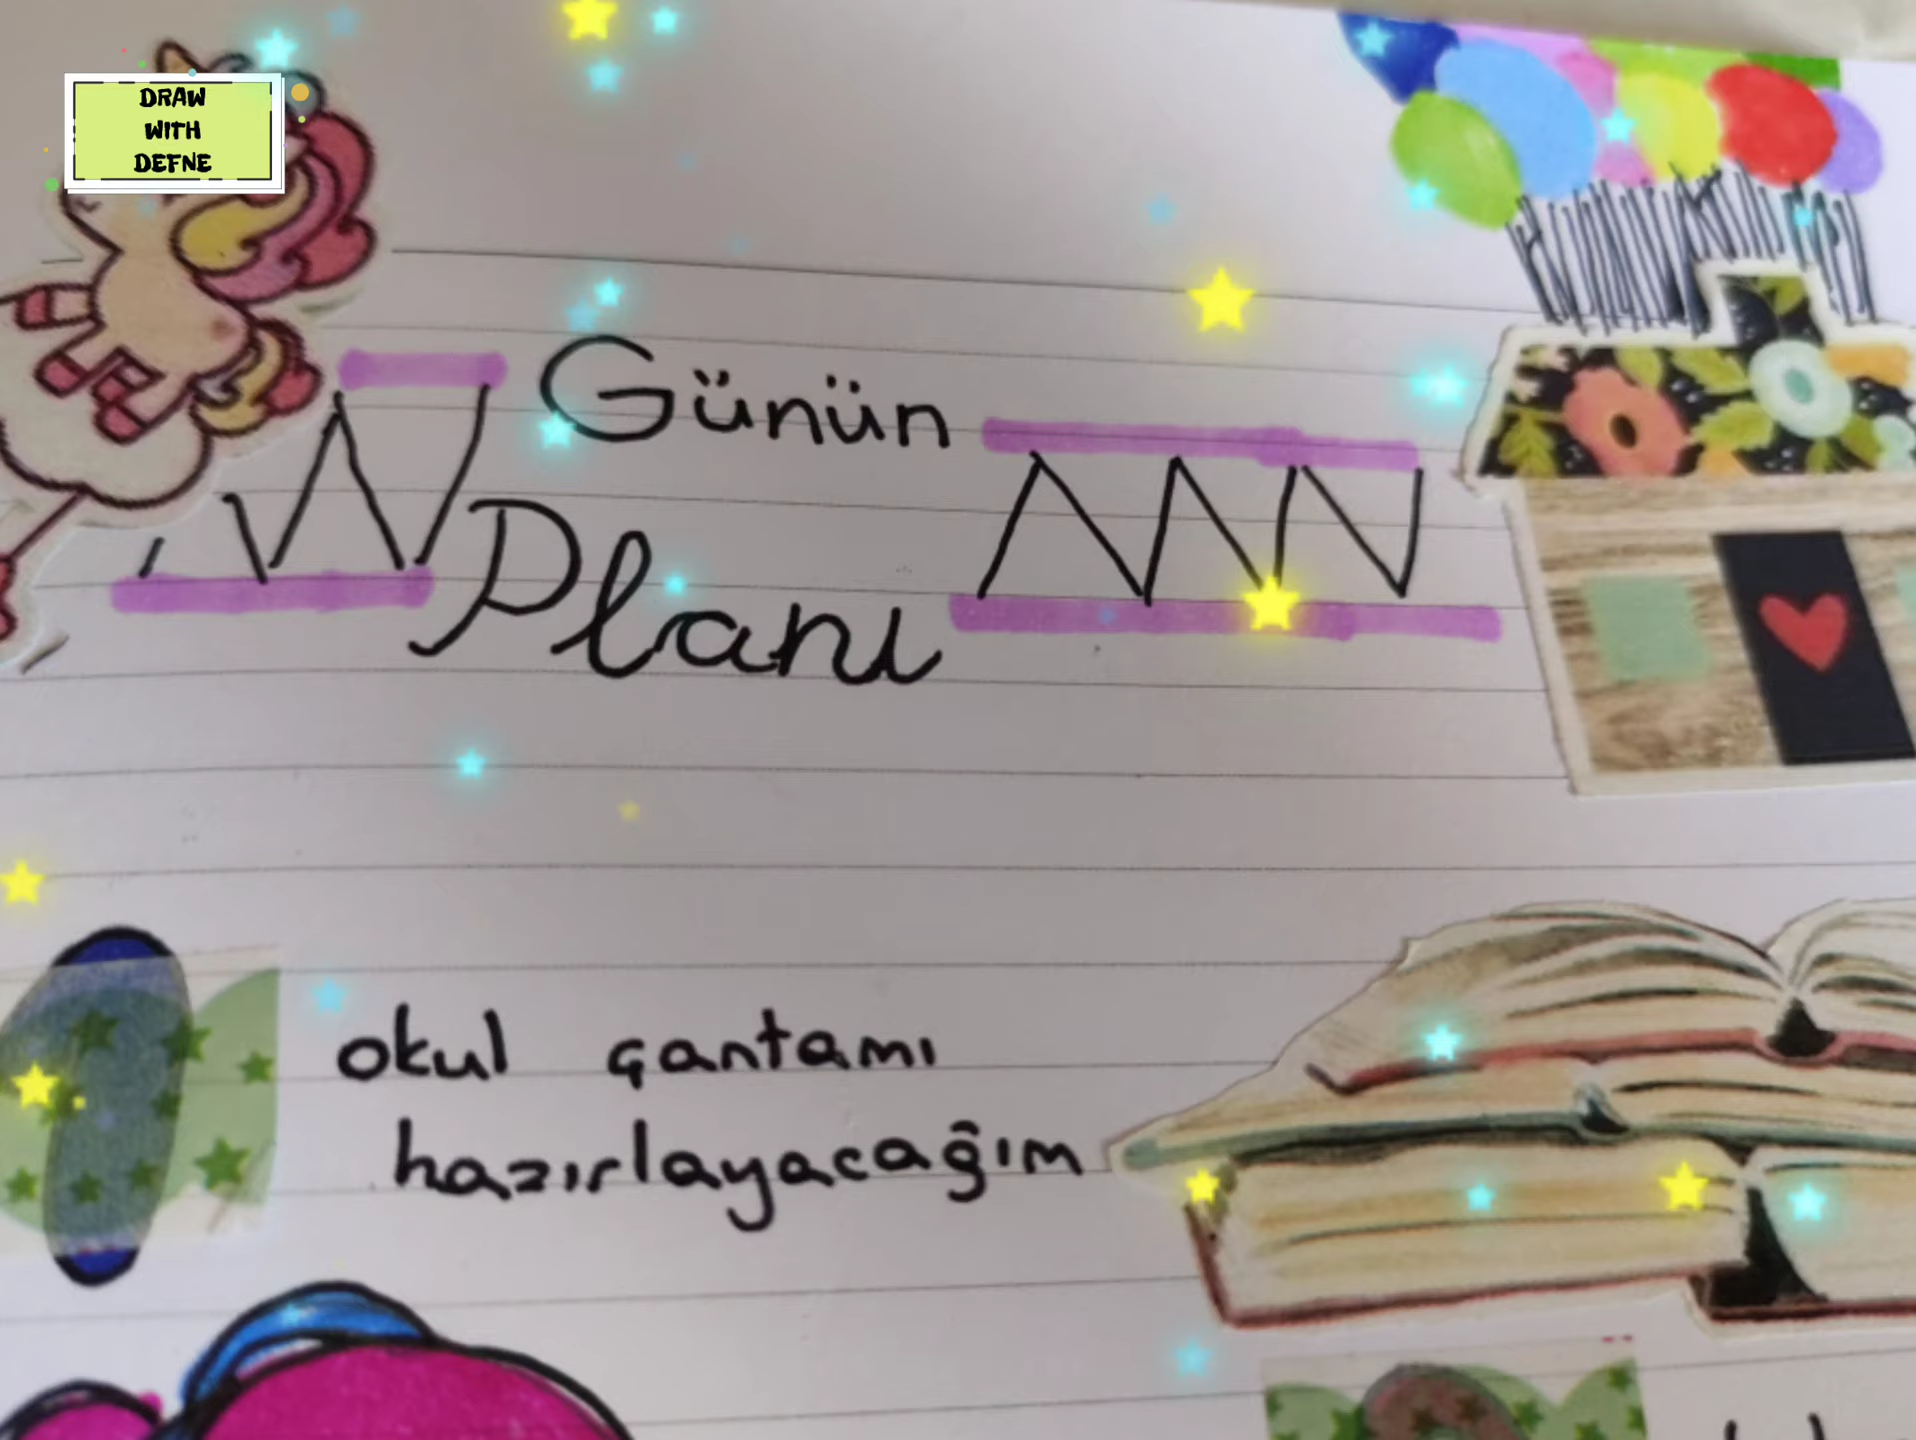 DRAW
WITH
DEFNE
Günün
Planı
okul çantamı
hazırlayacağım